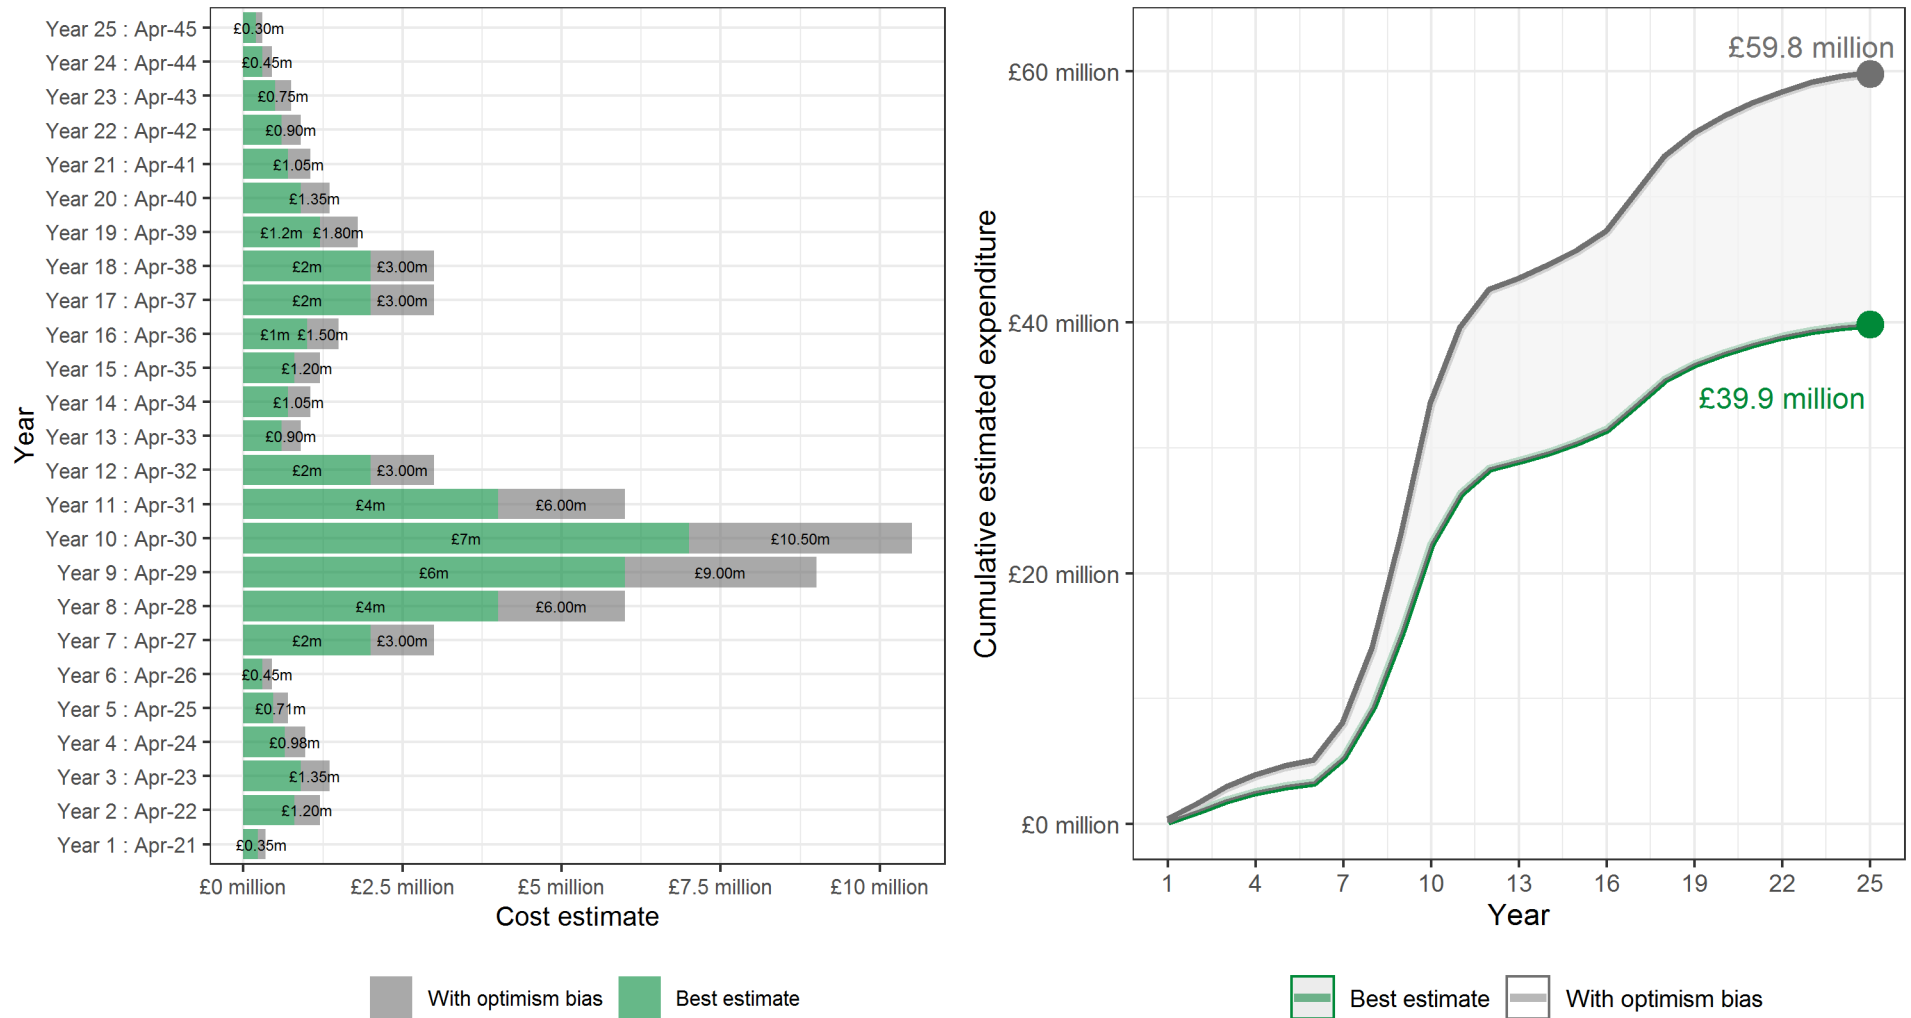 Year 25 : Apr-45 £0.30m
Year 24 : Apr-44 £0.45m
Year 23 : Apr-43 £0.75m
Year 22 : Apr-42 £0.90m
Year 21 : Apr-41 £1.05m
Year 20 : Apr-40 £1.35m
Year 19 : Apr-39 £1.2m £1.80m
Year 18 : Apr-38 £2m £3.00m
Year 17 : Apr-37 £2m £3.00m
Year 16 : Apr-36 £1m £1.50m
Year 15 : Apr-35 £1.20m
Year 14 : Apr-34 £1.05m
Year 13 : Apr-33 £0.90m
Year 12 : Apr-32 £2m £3.00m
Year 11 : Apr-31 £4m £6.00m
Year 10 : Apr-30 £7m £10.50m
Year 9 : Apr-29 £6m £9.00m
Year 8 : Apr-28 £4m £6.00m
Year 7 : Apr-27 £2m £3.00m
Year 6 : Apr-26 £0.45m
Year 5 : Apr-25 £0.71m
Year 4 : Apr-24 £0.98m
Year 3 : Apr-23 £1.35m
Year 2 : Apr-22 £1.20m
Year 1 : Apr-21 £0.35m
Year
£0 million £2.5 million £5 million £7.5 million £10 million
Cost estimate
With optimism bias Best estimate
£59.8 million
£60 million
£40 million
£39.9 million
£20 million
£0 million
Cumulative estimated expenditure
1 4 7 10 13 16 19 22 25
Year
Best estimate With optimism bias